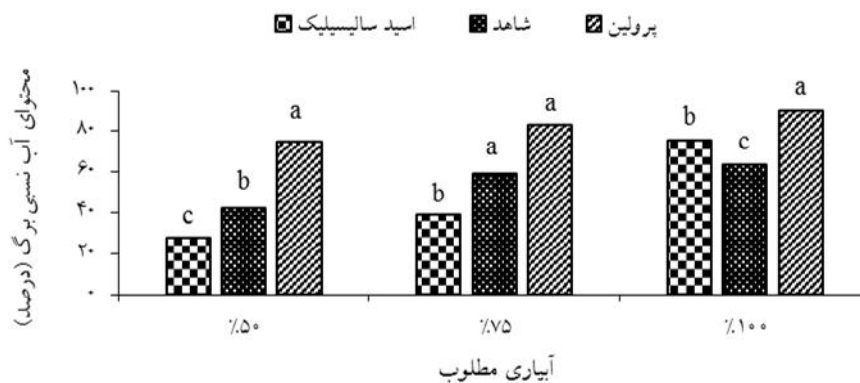 اسید سالیسیلیک شاهد پرولین
محتوای آب نسبی برگ (درصد)
۱۰۰
۸۰
۶۰
۴۰
۲۰
۰
c b a
b a a
b c a
٪۵۰ ٪۷۵ ٪۱۰۰
آبیاری مطلوب